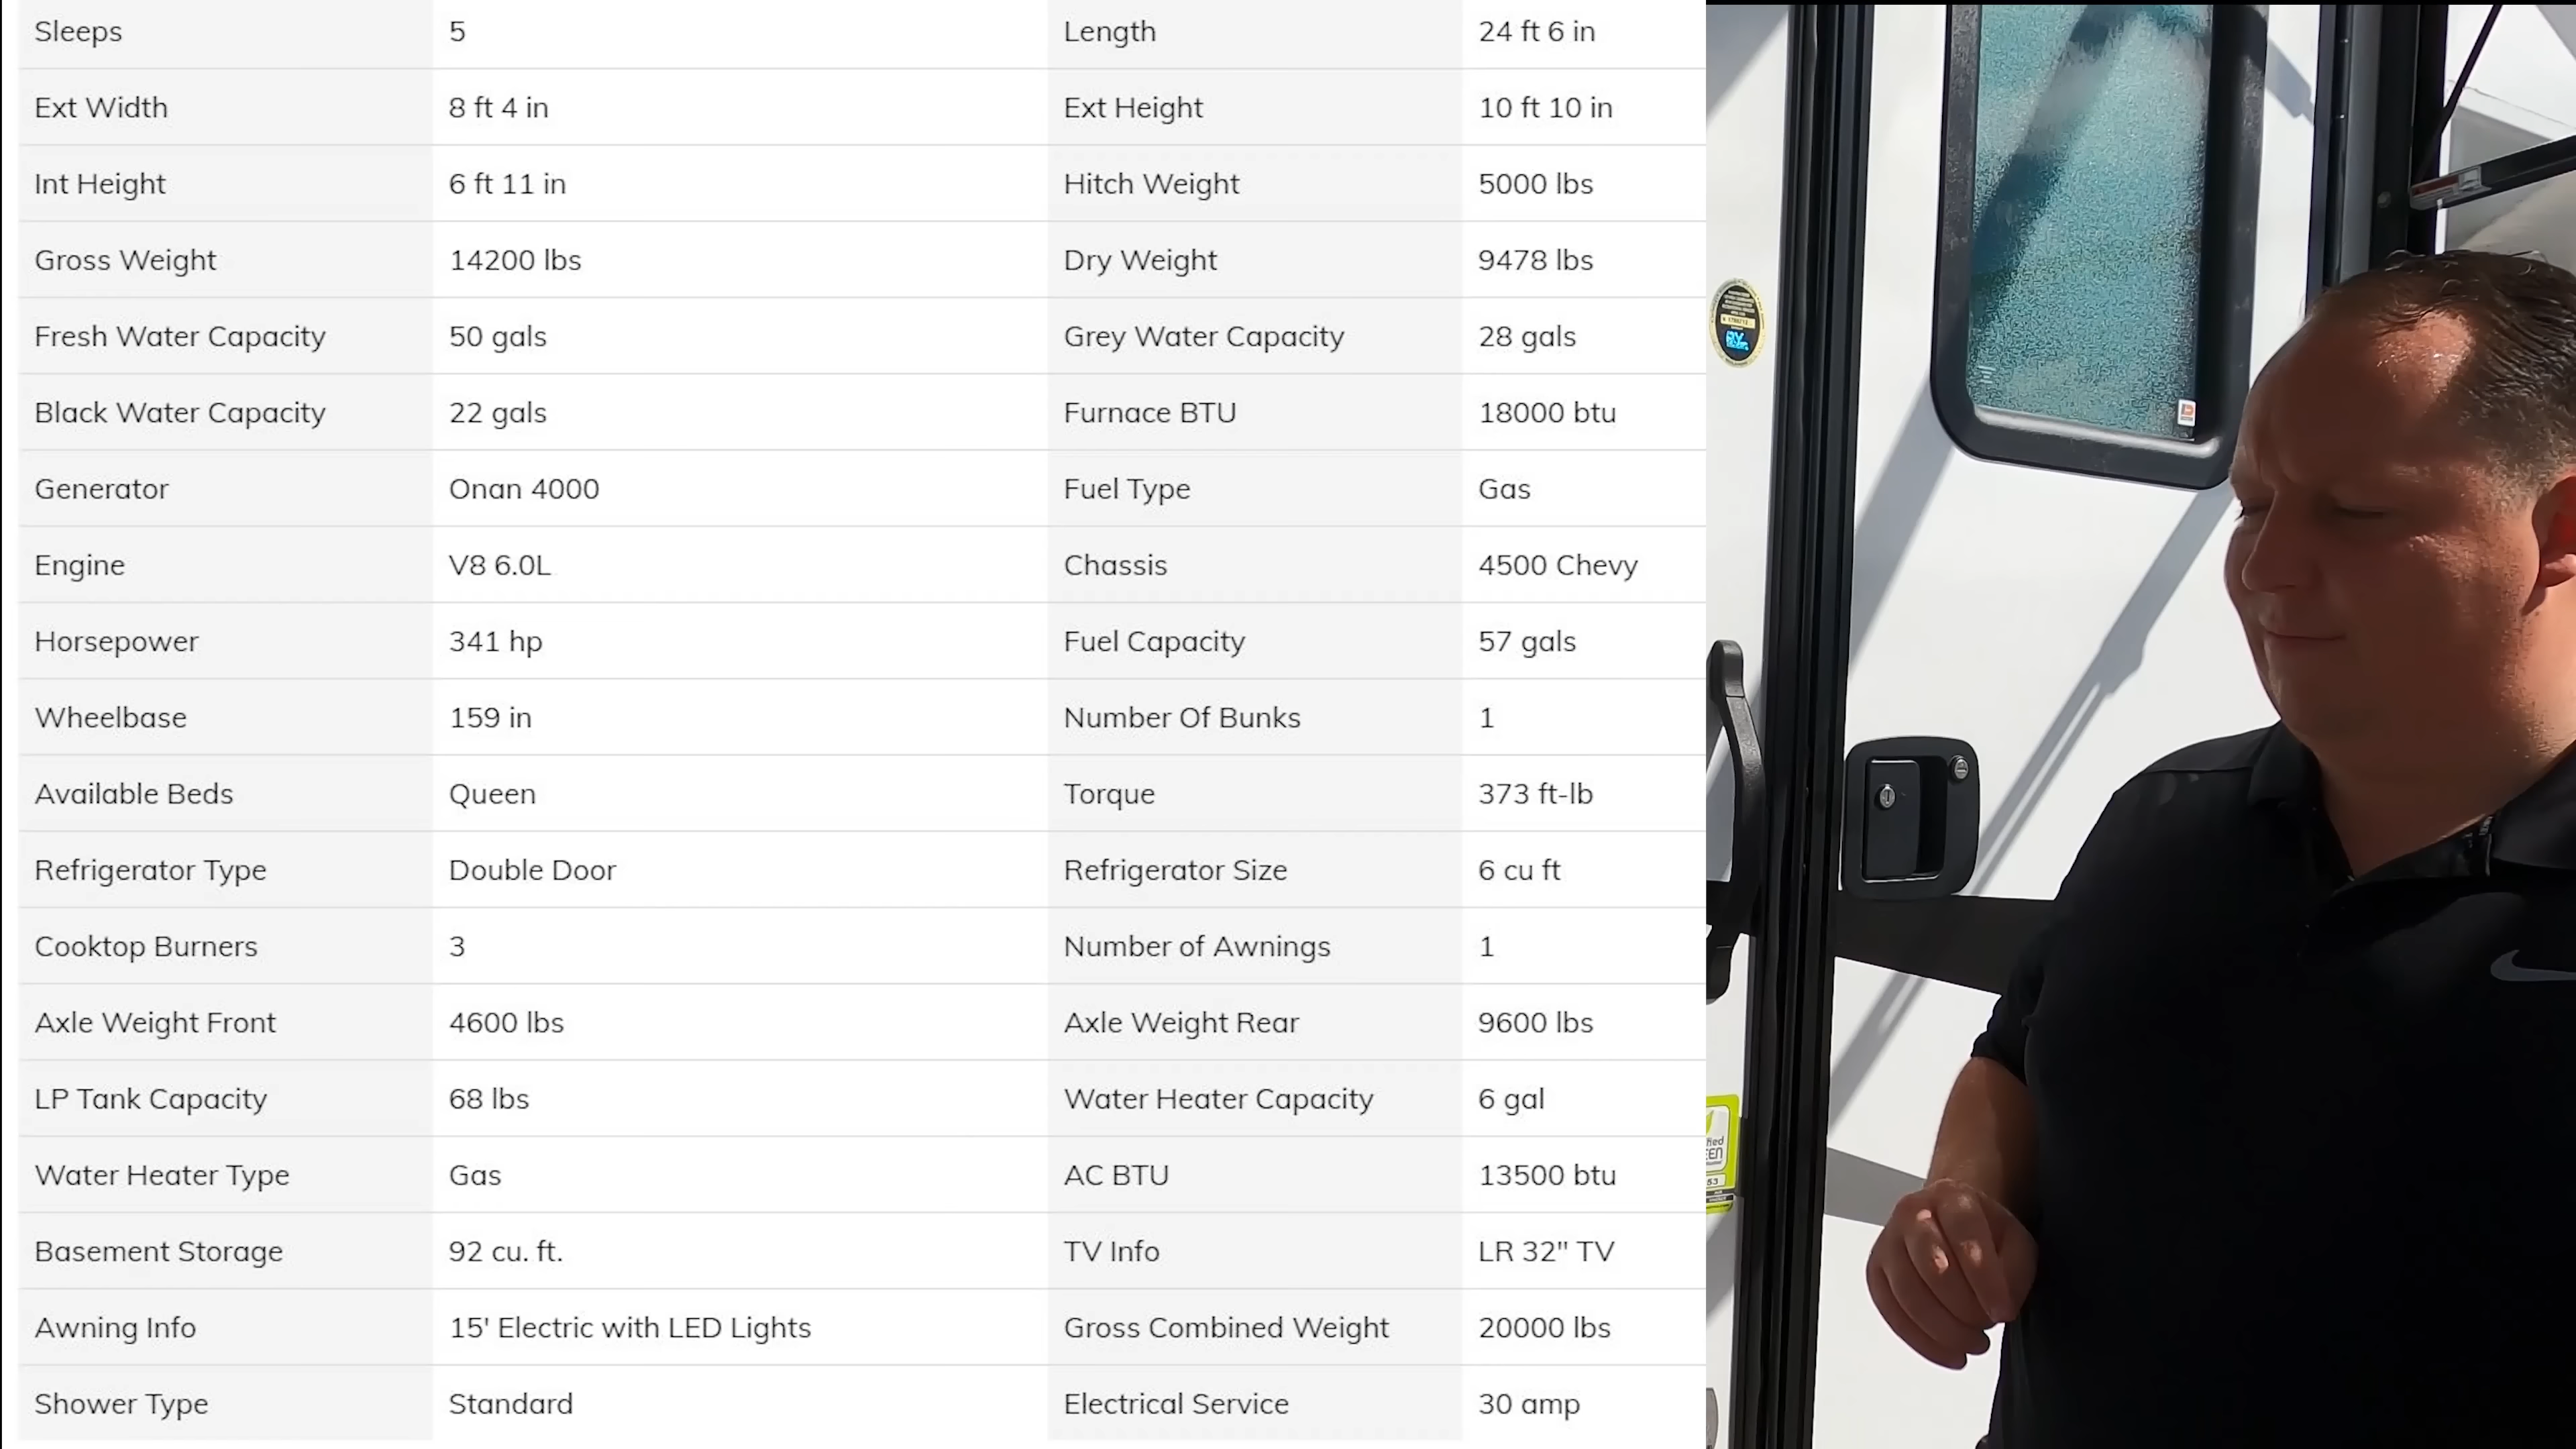 Sleeps 5 Length 24 ft 6 in
Ext Width 8 ft 4 in Ext Height 10 ft 10 in
Int Height 6 ft 11 in Hitch Weight 5000 lbs
Gross Weight 14200 lbs Dry Weight 9478 lbs
Fresh Water Capacity 50 gals Grey Water Capacity 28 gals
Black Water Capacity 22 gals Furnace BTU 18000 btu
Generator Onan 4000 Fuel Type Gas
Engine V8 6.0L Chassis 4500 Chevy
Horsepower 341 hp Fuel Capacity 57 gals
Wheelbase 159 in Number Of Bunks 1
Available Beds Queen Torque 373 ft-lb
Refrigerator Type Double Door Refrigerator Size 6 cu ft
Cooktop Burners 3 Number of Awnings 1
Axle Weight Front 4600 lbs Axle Weight Rear 9600 lbs
LP Tank Capacity 68 lbs Water Heater Capacity 6 gal
Water Heater Type Gas AC BTU 13500 btu
Basement Storage 92 cu. ft. TV Info LR 32" TV
Awning Info 15' Electric with LED Lights Gross Combined Weight 20000 lbs
Shower Type Standard Electrical Service 30 amp